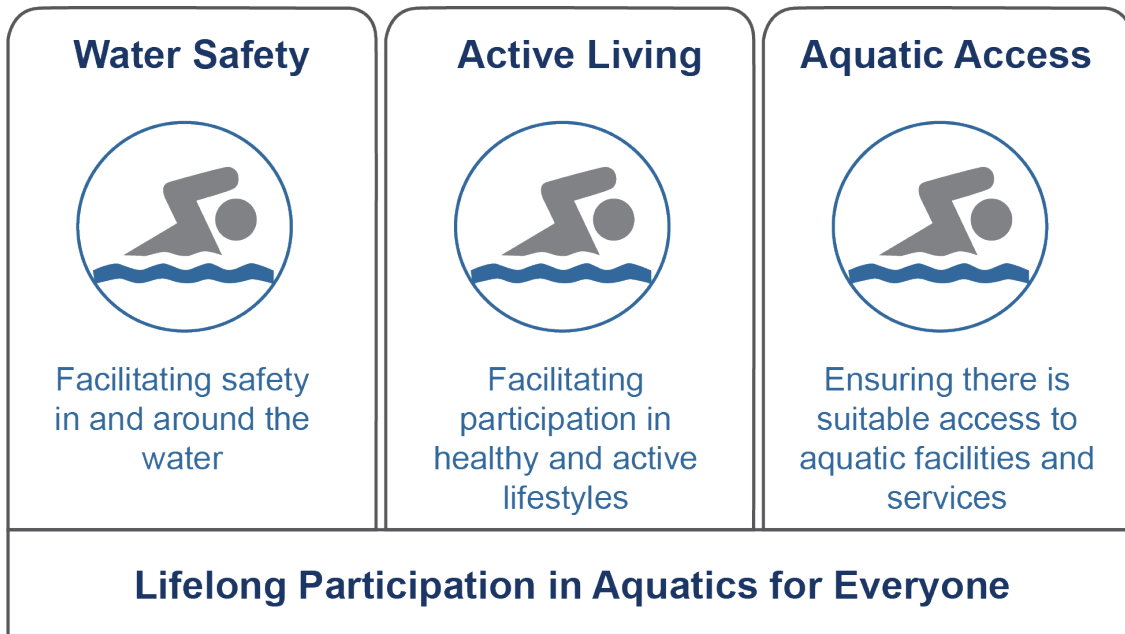 Water Safety
Facilitating safety
in and around the
water
Active Living
Facilitating
participation in
healthy and active
lifestyles
Aquatic Access
Ensuring there is
suitable access to
aquatic facilities and
services
Lifelong Participation in Aquatics for Everyone